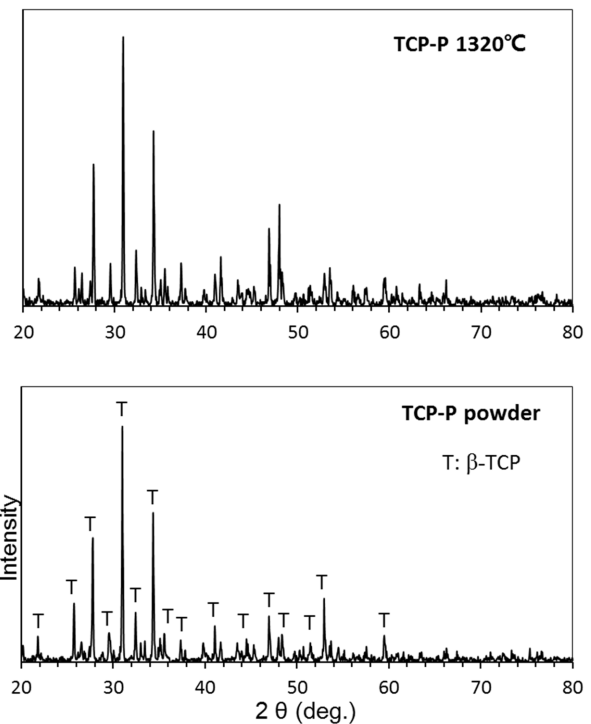 TCP-P 1320℃
20 30 40 50 60 70 80
TCP-P powder
T: β-TCP
Intensity
T T T T T T T T T T T T T T T T T
20 30 40 50 60 70 80
2 θ (deg.)